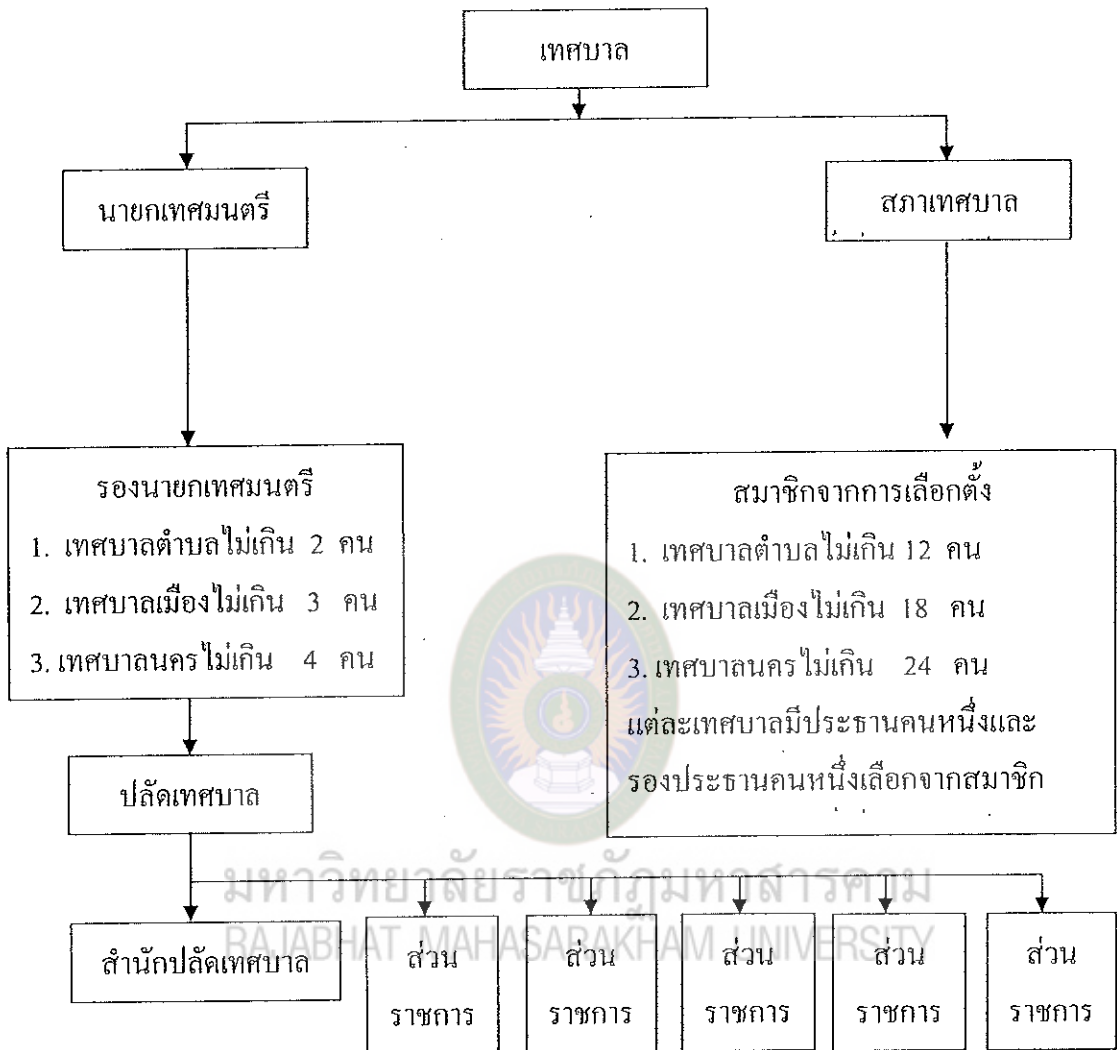 เทศบาล
นายกเทศมนตรี
สภาเทศบาล
รองนายกเทศมนตรี
1. เทศบาลตำบลไม่เกิน 2 คน
2. เทศบาลเมืองไม่เกิน 3 คน
3. เทศบาลนครไม่เกิน 4 คน
สมาชิกจากการเลือกตั้ง
1. เทศบาลตำบลไม่เกิน 12 คน
2. เทศบาลเมืองไม่เกิน 18 คน
3. เทศบาลนครไม่เกิน 24 คน
แต่ละเทศบาลมีประธานคนหนึ่งและ
รองประธานคนหนึ่งเลือกจากสมาชิก
ปลัดเทศบาล
มหาวิทยาลัยราชภัฏมหาสารคาม
RAJABHAT MAHASARAKHAM UNIVERSITY
สำนักปลัดเทศบาล
ส่วน
ราชการ
ส่วน
ราชการ
ส่วน
ราชการ
ส่วน
ราชการ
ส่วน
ราชการ